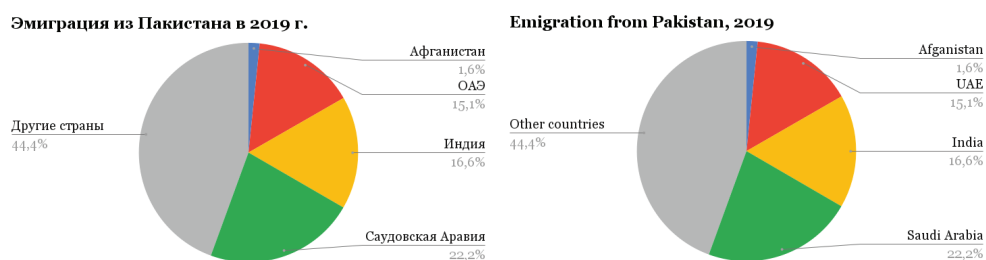 Эмиграция из Пакистана в 2019 г.
Афганистан
1,6%
ОАЭ
15,1%
Другие страны
44,4%
Индия
16,6%
Саудовская Аравия
22,2%
Emigration from Pakistan, 2019
Afganistan
1,6%
UAE
15,1%
Other countries
44,4%
India
16,6%
Saudi Arabia
22,2%